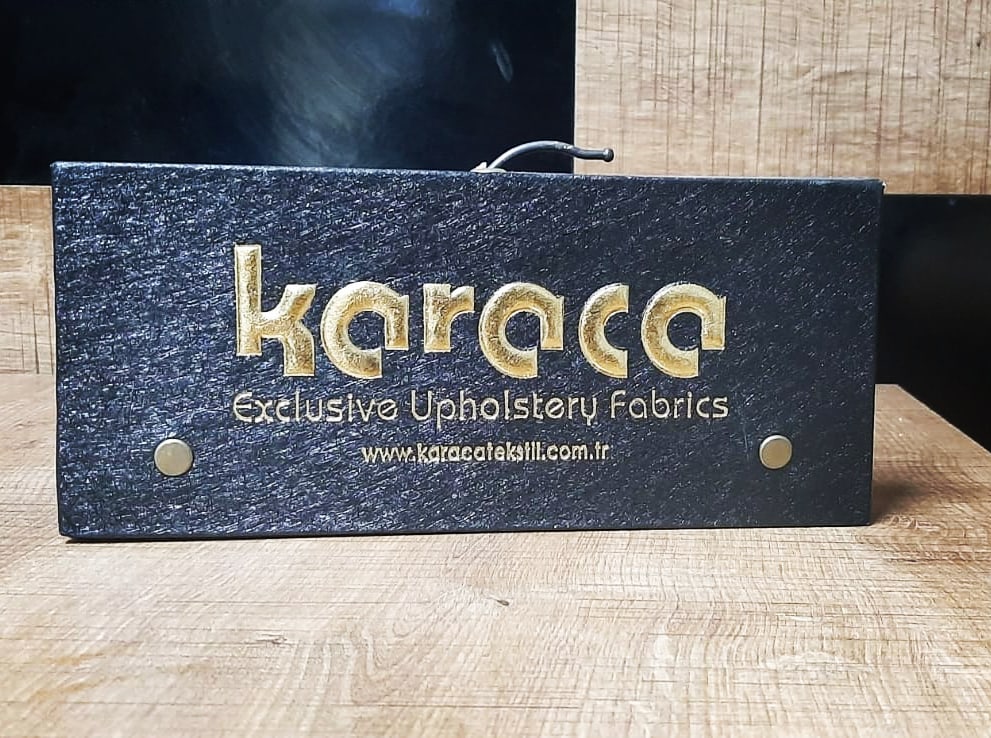 karaca
Exclusive Upholstery Fabrics
www.karacatekstil.com.tr